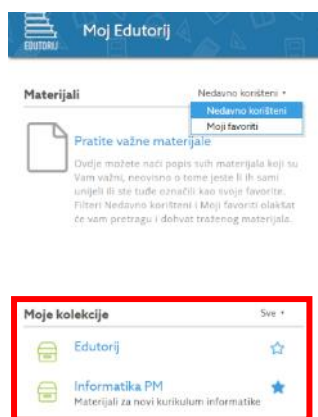 EDUTORIJ
Moj Edutorij
Materijali
Nedavno korišteni
Nedavno korišteni
Moji favoriti
Pratite važne materijale
Ovdje možete naći popis svih materijala koji su
Vam važni, neovisno o tome jeste li ih sami
unijeli ili ste tuđe označili kao svoje favorite.
Filteri Nedavno korišteni i Moji favoriti olakšat
će vam pretragu i dohvat traženog materijala.
Moje kolekcije
Sve
Edutorij
Informatika PM
Materijali za novi kurikulum informatike